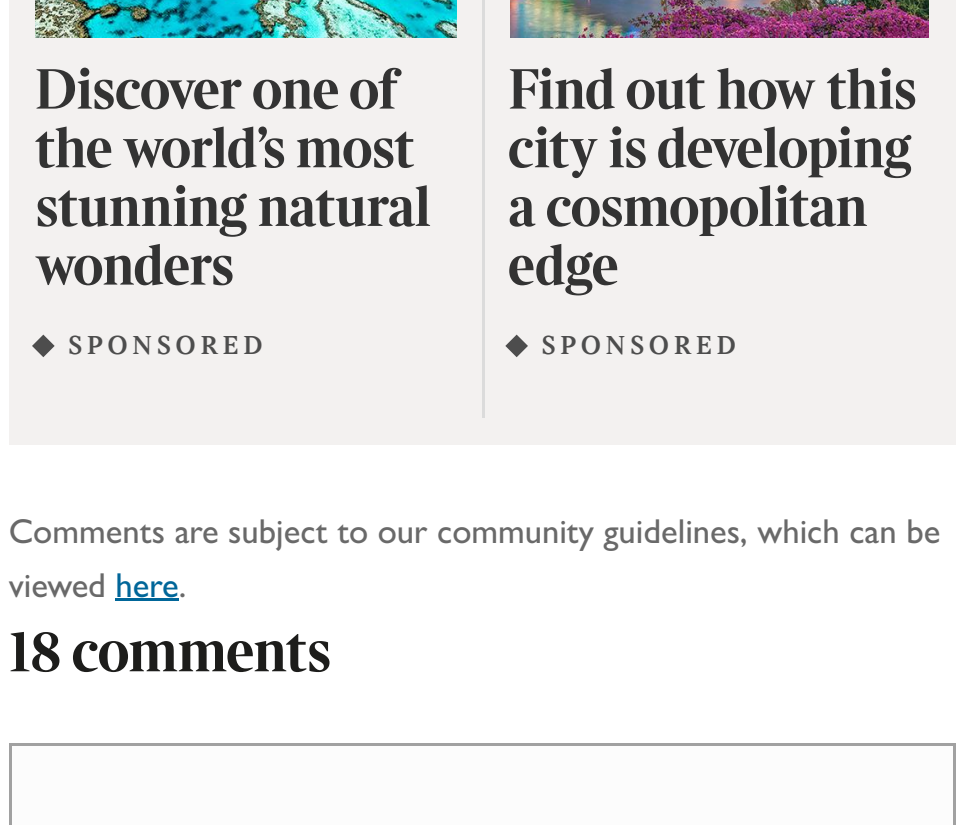 Discover one of
the world's most
stunning natural
wonders
◆ SPONSORED
Find out how this
city is developing
a cosmopolitan
edge
◆ SPONSORED
Comments are subject to our community guidelines, which can be
viewed here.
18 comments